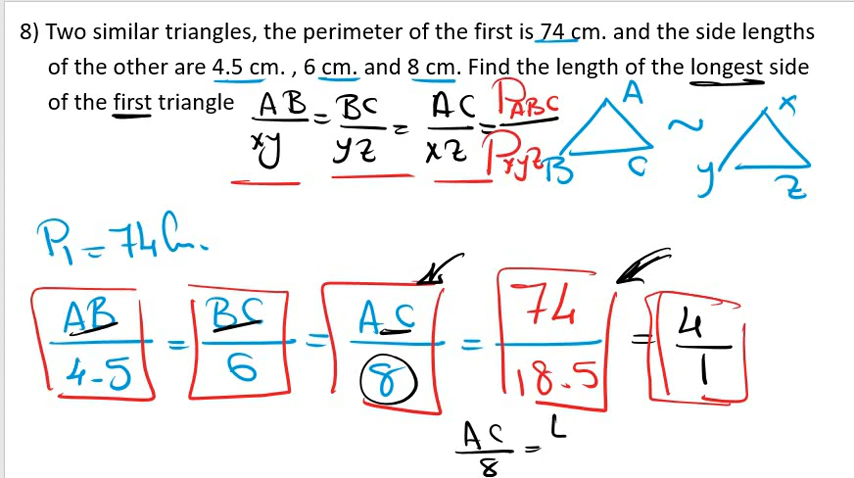 8) Two similar triangles, the perimeter of the first is 74 cm. and the side lengths
of the other are 4.5 cm. , 6 cm. and 8 cm. Find the length of the longest side
of the first triangle
AB/xy = BC/yz = AC/xz = PABC/Pxyz
A
B
C
~
x
y
z
P1 = 74 cm.
AB/4.5 = BC/6 = AC/8 = 74/18.5 = 4/1
AC/8 =